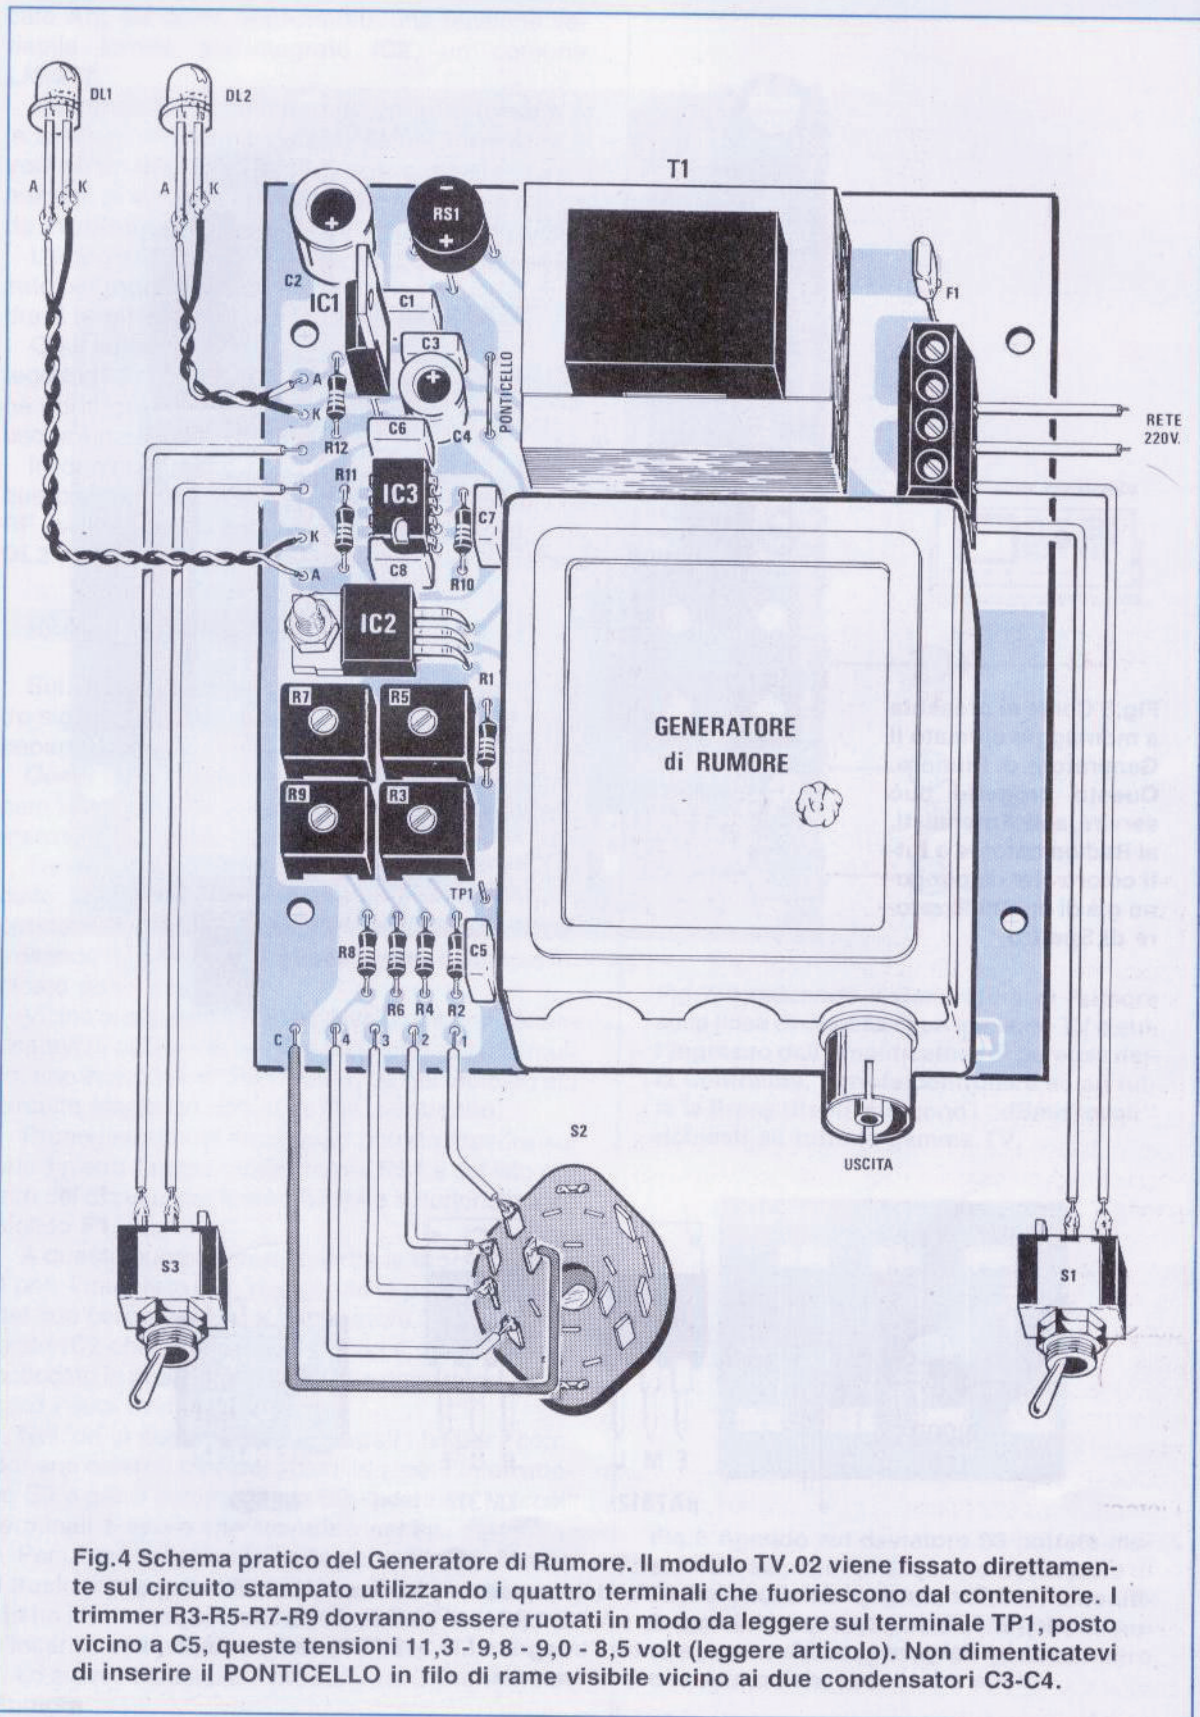 DL1
DL2
A
K
A
K
T1
RS1
C2
IC1
C1
F1
C3
PONTICELLO
A
K
C4
RETE
220V.
R12
C6
R11
IC3
C7
K
C8
R10
A
IC2
R1
R7
R5
GENERATORE
di RUMORE
R9
R3
TP1
R8
C5
R6
R4
R2
C
4
3
2
1
S2
USCITA
S3
S1
Fig.4 Schema pratico del Generatore di Rumore. Il modulo TV.02 viene fissato direttamen-
te sul circuito stampato utilizzando i quattro terminali che fuoriescono dal contenitore. I
trimmer R3-R5-R7-R9 dovranno essere ruotati in modo da leggere sul terminale TP1, posto
vicino a C5, queste tensioni 11,3 - 9,8 - 9,0 - 8,5 volt (leggere articolo). Non dimenticatevi
di inserire il PONTICELLO in filo di rame visibile vicino ai due condensatori C3-C4.